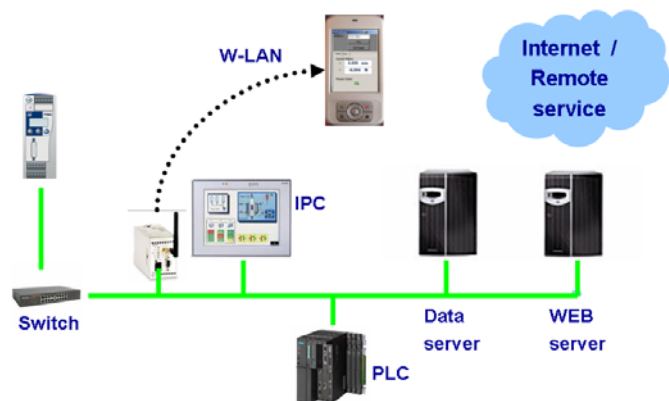 W-LAN
Internet /
Remote
service
IPC
Switch
Data
server
WEB
server
PLC